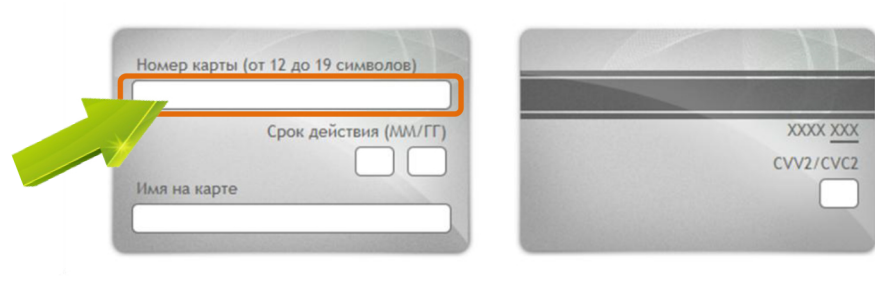 Номер карты (от 12 до 19 символов)
Срок действия (ММ/ГГ)
Имя на карте
XXXX XXX
CVV2/CVC2